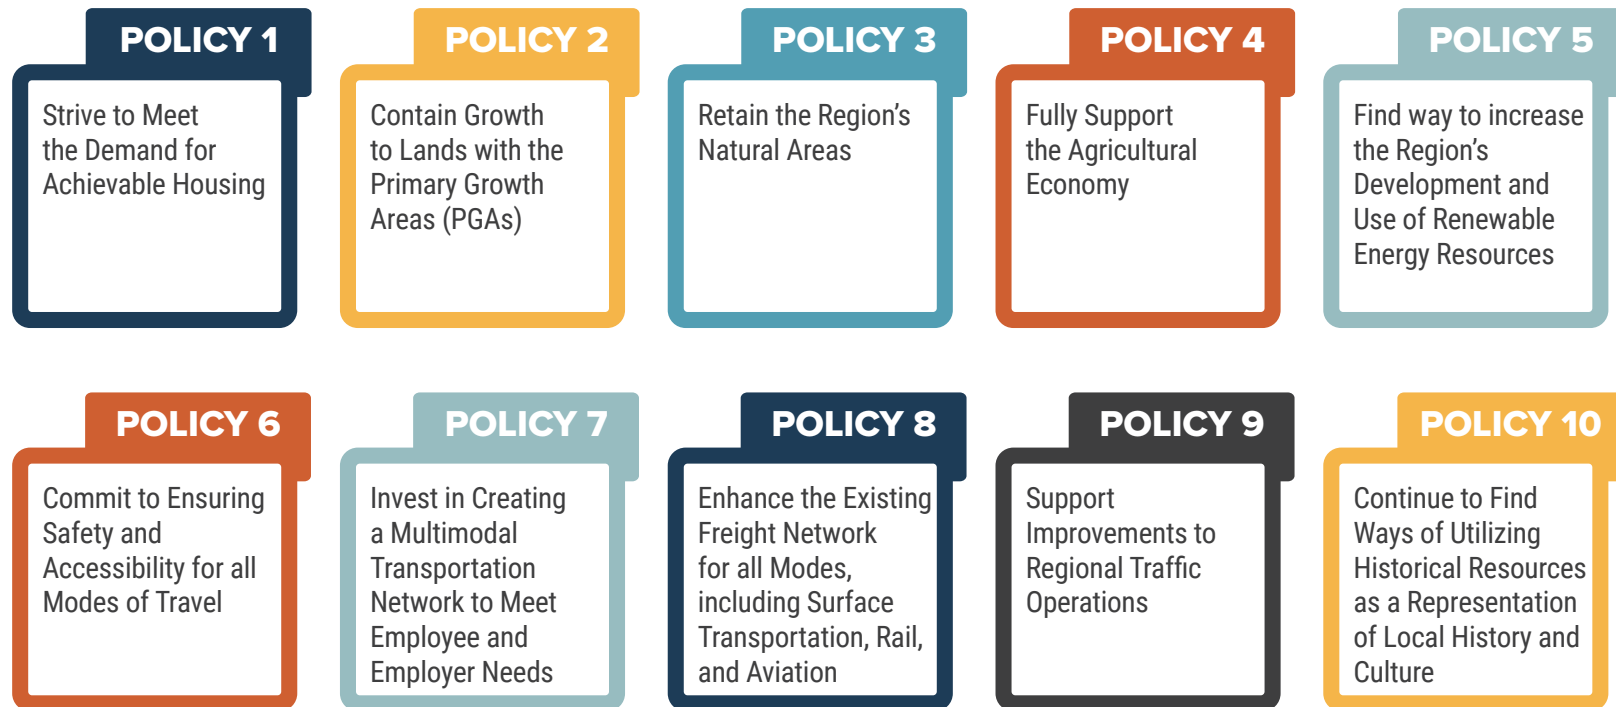 POLICY 1
Strive to Meet
the Demand for
Achievable Housing
POLICY 2
Contain Growth
to Lands with the
Primary Growth
Areas (PGAs)
POLICY 3
Retain the Region's
Natural Areas
POLICY 4
Fully Support
the Agricultural
Economy
POLICY 5
Find way to increase
the Region's
Development and
Use of Renewable
Energy Resources
POLICY 6
Commit to Ensuring
Safety and
Accessibility for all
Modes of Travel
POLICY 7
Invest in Creating
a Multimodal
Transportation
Network to Meet
Employee and
Employer Needs
POLICY 8
Enhance the Existing
Freight Network
for all Modes,
including Surface
Transportation, Rail,
and Aviation
POLICY 9
Support
Improvements to
Regional Traffic
Operations
POLICY 10
Continue to Find
Ways of Utilizing
Historical Resources
as a Representation
of Local History and
Culture